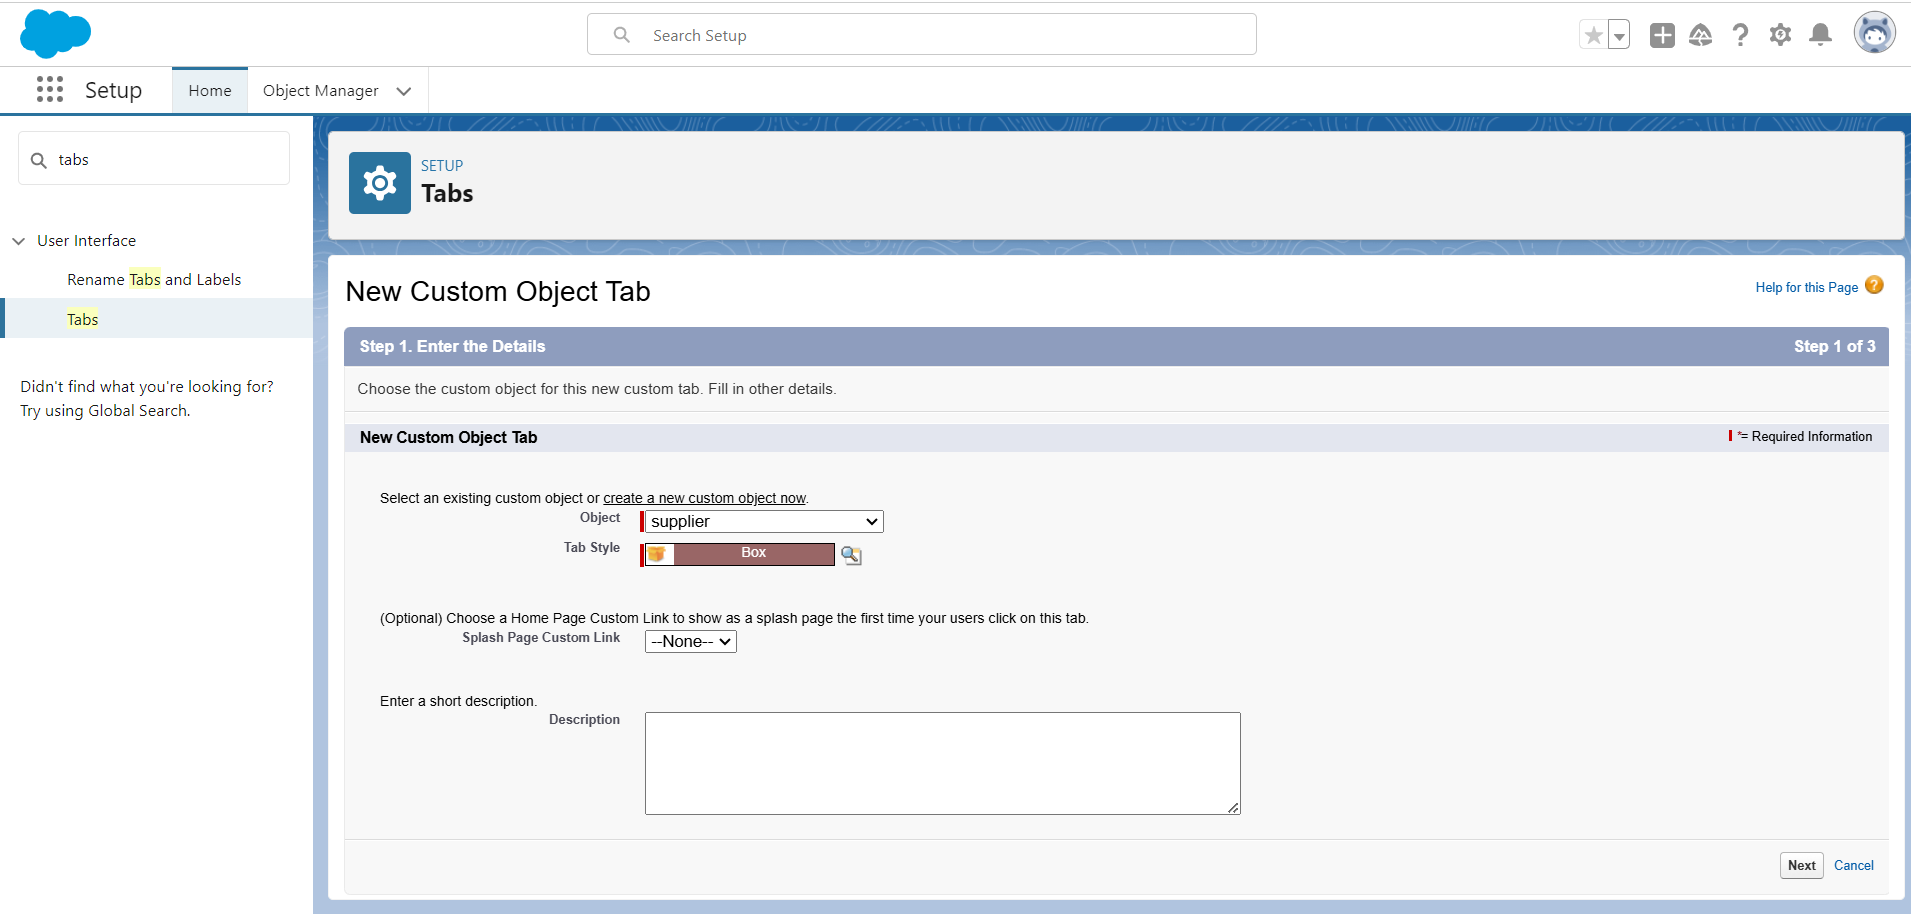 Search Setup
Setup
Home
Object Manager
tabs
User Interface
Rename Tabs and Labels
Tabs
Didn't find what you're looking for?
Try using Global Search.
SETUP
Tabs
New Custom Object Tab
Help for this Page ?
Step 1. Enter the Details
Step 1 of 3
Choose the custom object for this new custom tab. Fill in other details.
New Custom Object Tab
*= Required Information
Select an existing custom object or create a new custom object now.
Object
supplier
Tab Style
Box
(Optional) Choose a Home Page Custom Link to show as a splash page the first time your users click on this tab.
Splash Page Custom Link
--None--
Enter a short description.
Description
Next
Cancel